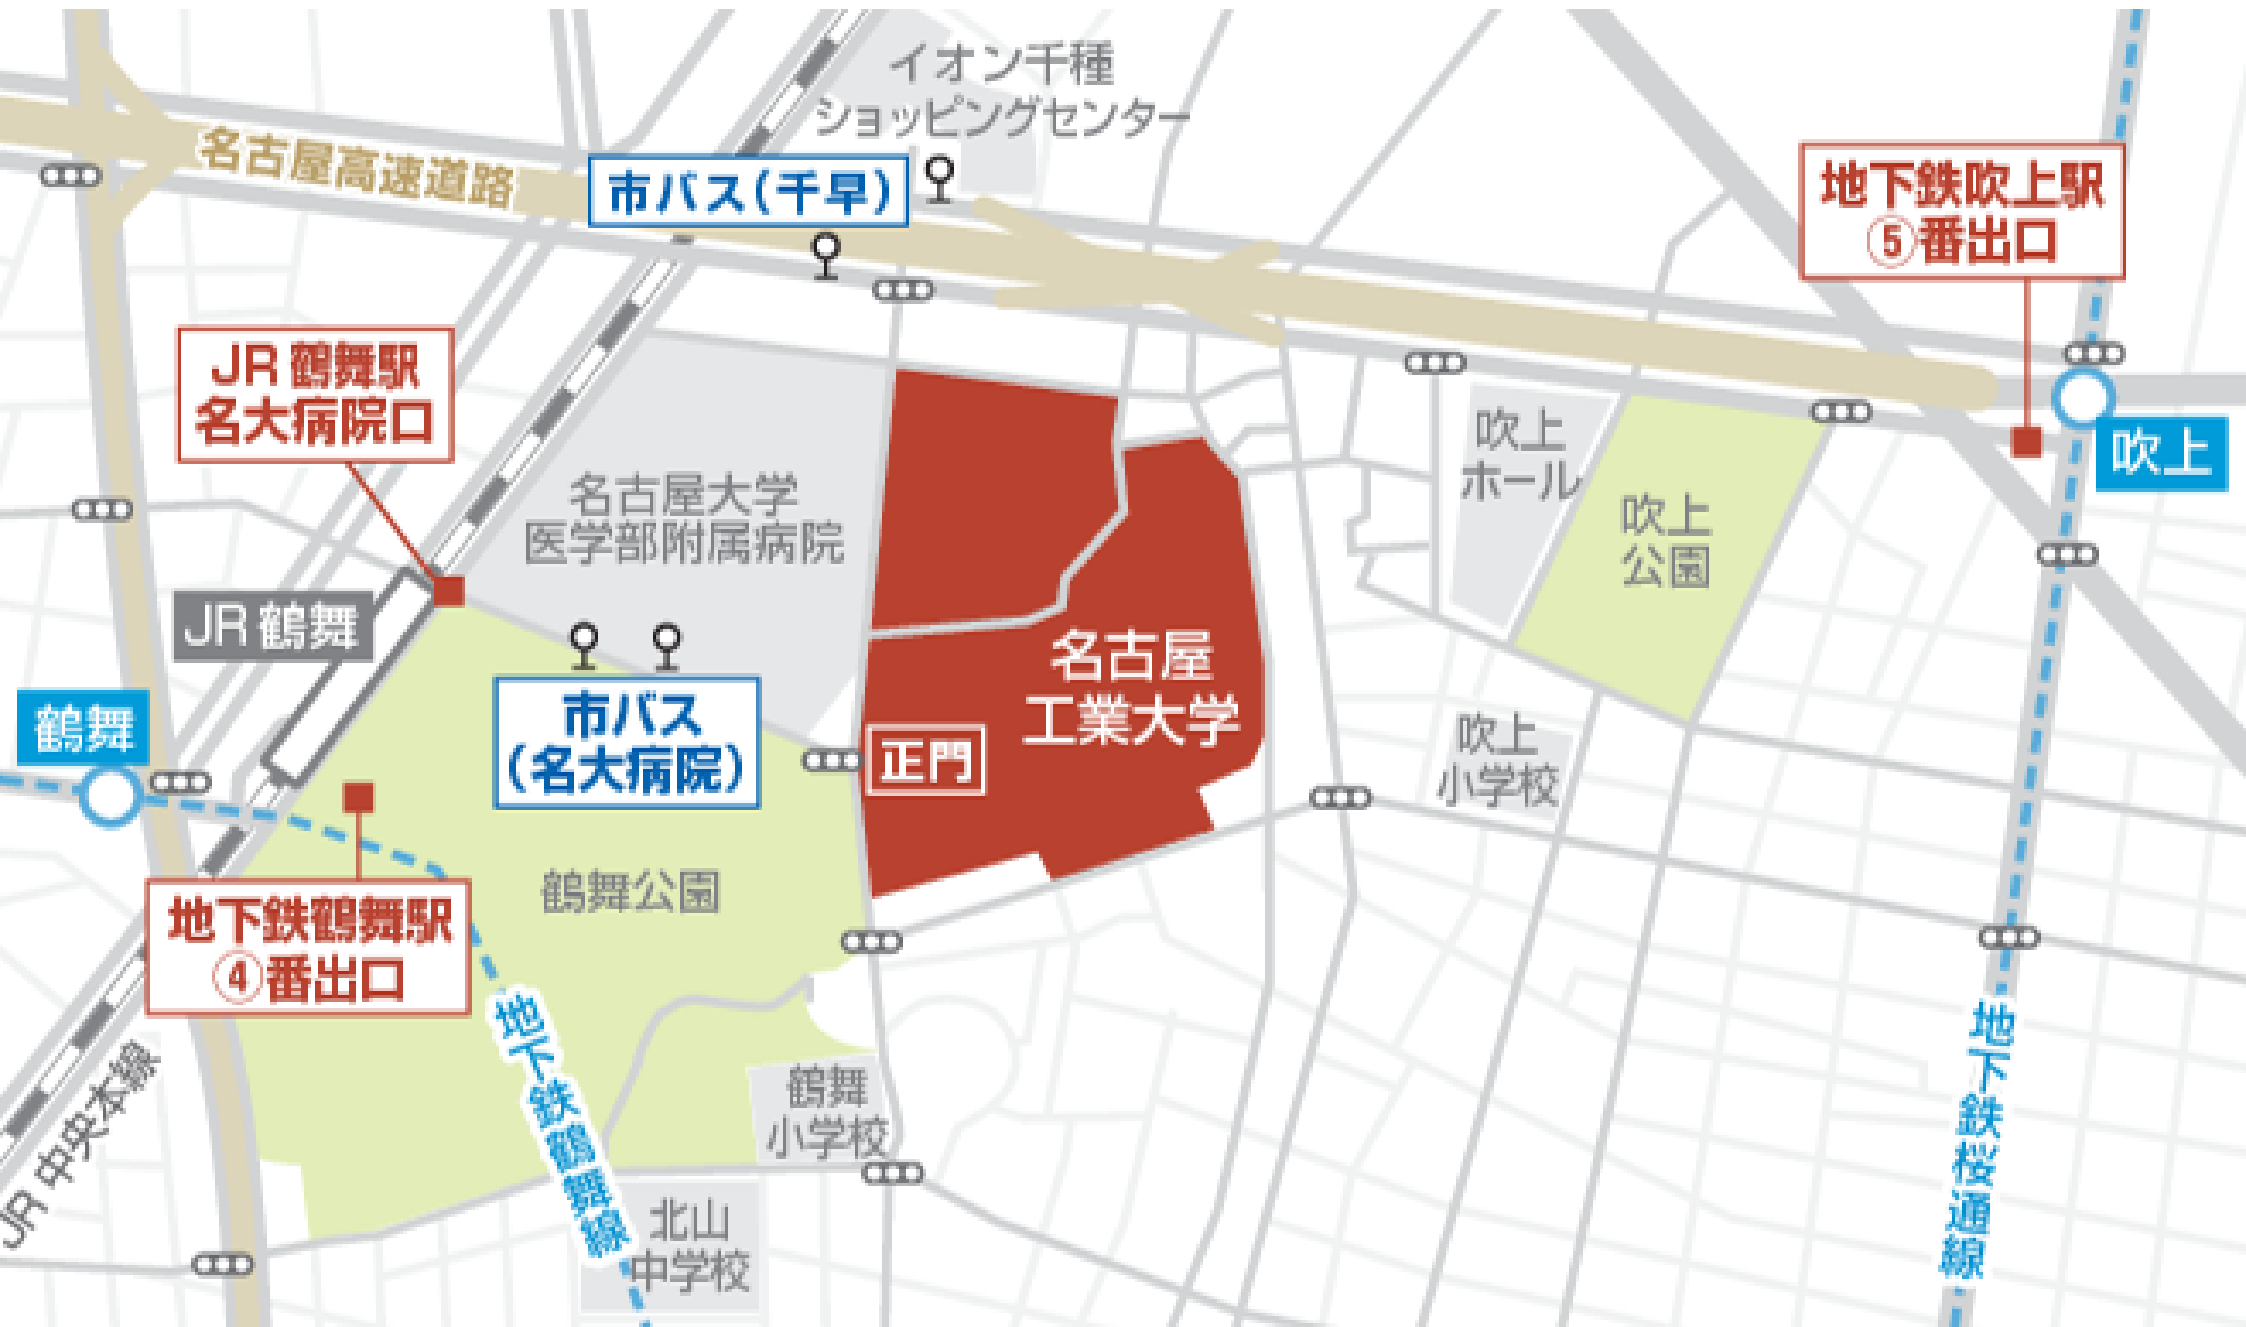 イオン千種
ショッピングセンター
名古屋高速道路
市バス(千早)
地下鉄吹上駅
⑤番出口
JR 鶴舞駅
名大病院口
吹上
ホール
吹上
名古屋大学
医学部附属病院
吹上
公園
JR 鶴舞
名古屋
工業大学
鶴舞
市バス
(名大病院)
正門
吹上
小学校
鶴舞公園
地下鉄鶴舞駅
④番出口
地下鉄鶴舞線
地下鉄桜通線
JR 中央本線
鶴舞
小学校
北山
中学校